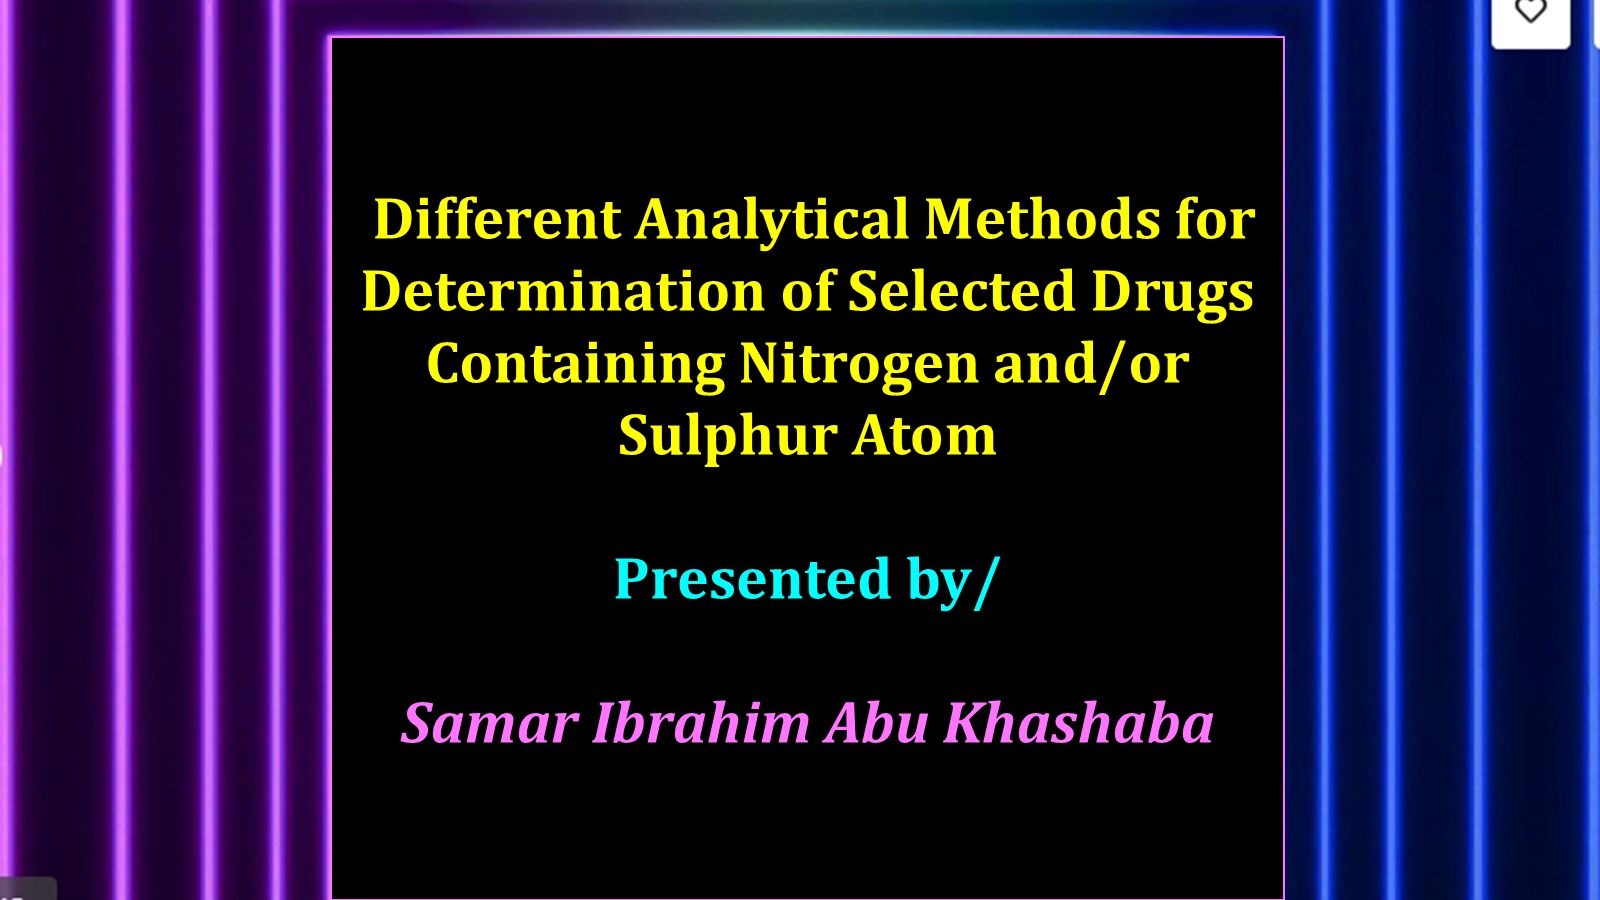 Different Analytical Methods for
Determination of Selected Drugs
Containing Nitrogen and/or
Sulphur Atom
Presented by/
Samar Ibrahim Abu Khashaba